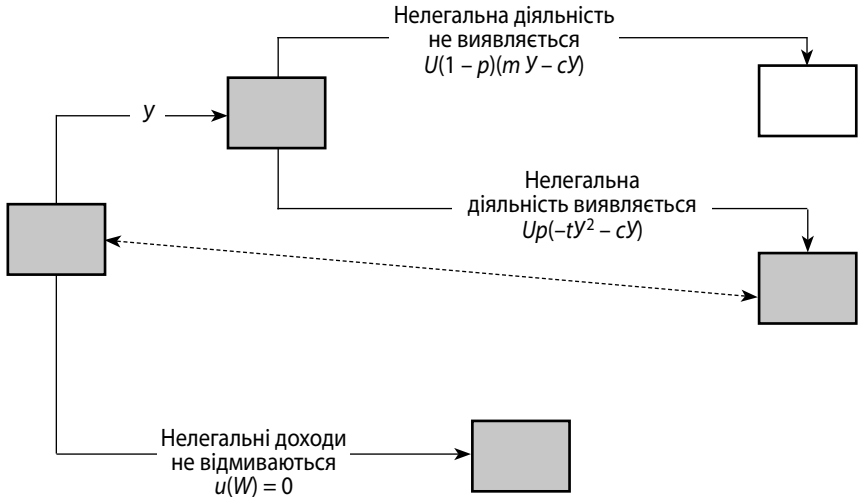 Нелегальна діяльність
не виявляється
U(1 – p)(m У – cУ)
y
Нелегальна
діяльність виявляється
Up(–tУ² – cУ)
Нелегальні доходи
не відмиваються
u(W) = 0